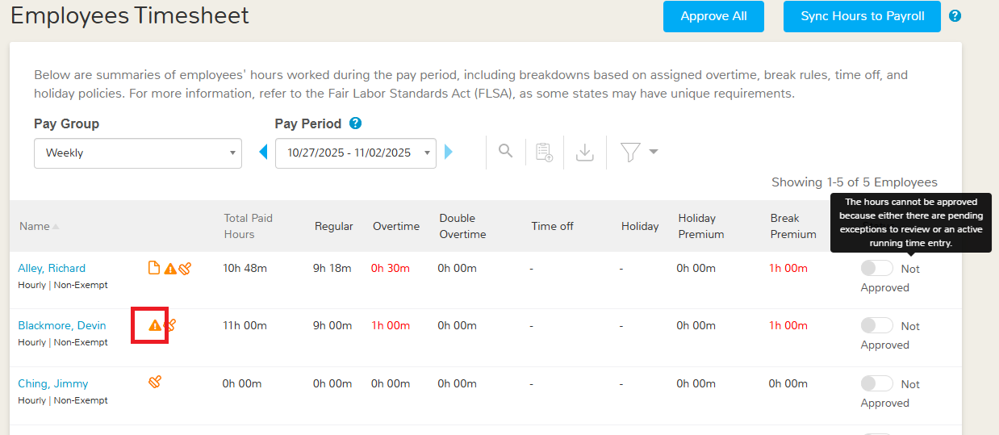 Employees Timesheet
Approve All
Sync Hours to Payroll
Below are summaries of employees' hours worked during the pay period, including breakdowns based on assigned overtime, break rules, time off, and
holiday policies. For more information, refer to the Fair Labor Standards Act (FLSA), as some states may have unique requirements.
Pay Group
Pay Period
Weekly
10/27/2025 - 11/02/2025
Showing 1-5 of 5 Employees
The hours cannot be approved
because either there are pending
exceptions to review or an active
running time entry.
Name
Total Paid
Hours
Regular
Overtime
Double
Overtime
Time off
Holiday
Holiday
Premium
Break
Premium
Alley, Richard
Hourly | Non-Exempt
10h 48m
9h 18m
0h 30m
0h 00m
-
-
0h 00m
1h 00m
Not
Approved
Blackmore, Devin
Hourly | Non-Exempt
11h 00m
9h 00m
1h 00m
0h 00m
-
-
0h 00m
1h 00m
Not
Approved
Ching, Jimmy
Hourly | Non-Exempt
0h 00m
0h 00m
0h 00m
0h 00m
-
-
0h 00m
0h 00m
Not
Approved